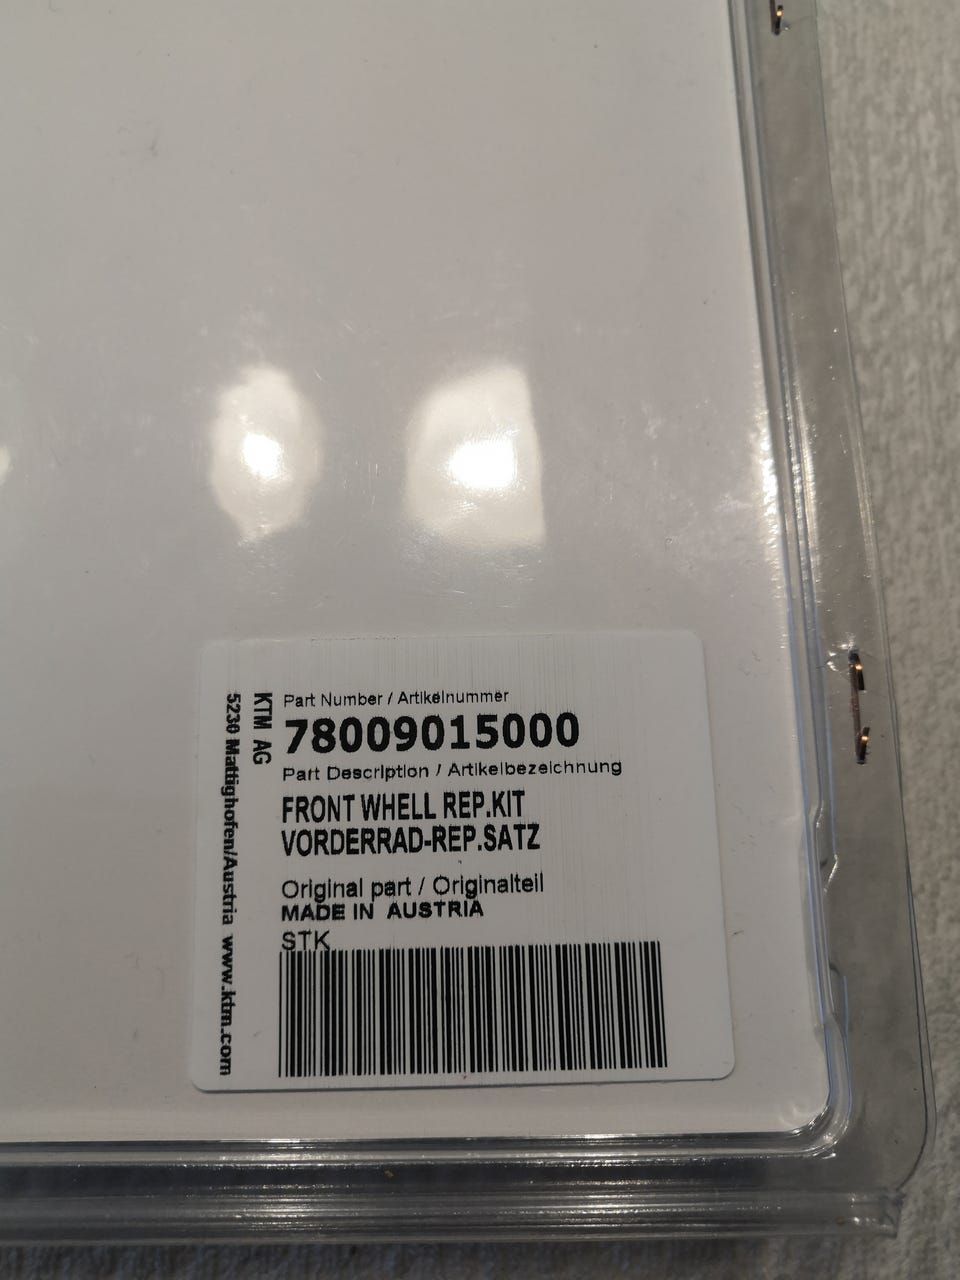 Part Number / Artikelnummer
78009015000
Part Description / Artikelbezeichnung
FRONT WHELL REP.KIT
VORDERRAD-REP.SATZ
Original part / Originalteil
MADE IN AUSTRIA
STK
KTM AG
5230 Mattighofen/Austria www.ktm.com